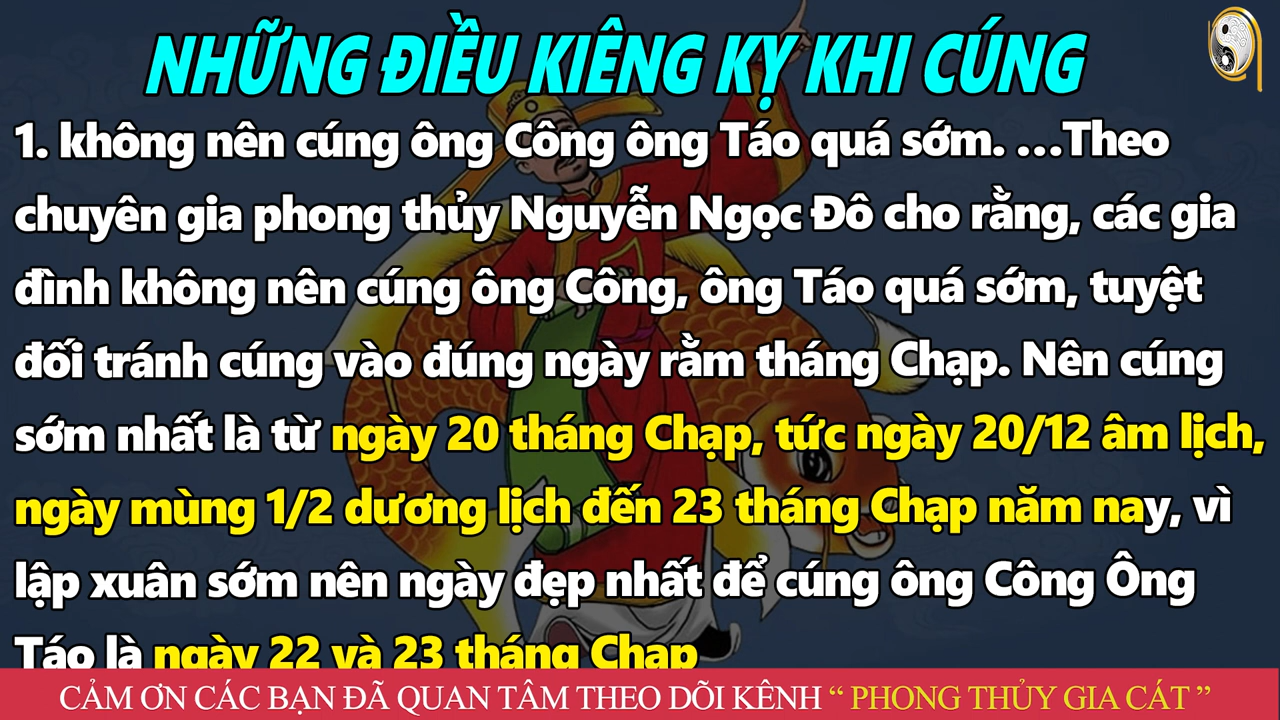 NHỮNG ĐIỀU KIÊNG KỴ KHI CÚNG
1. không nên cúng ông Công ông Táo quá sớm. ...Theo
chuyên gia phong thủy Nguyễn Ngọc Đô cho rằng, các gia
đình không nên cúng ông Công, ông Táo quá sớm, tuyệt
đối tránh cúng vào đúng ngày rằm tháng Chạp. Nên cúng
sớm nhất là từ ngày 20 tháng Chạp, tức ngày 20/12 âm lịch,
ngày mùng 1/2 dương lịch đến 23 tháng Chạp năm nay, vì
lập xuân sớm nên ngày đẹp nhất để cúng ông Công Ông
Táo là ngày 22 và 23 tháng Chạp
CẢM ƠN CÁC BẠN ĐÃ QUAN TÂM THEO DÕI KÊNH “ PHONG THỦY GIA CÁT ”